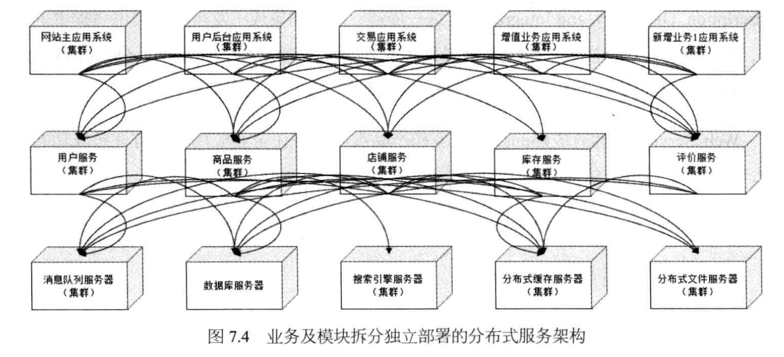 网站主应用系统
（集群）
用户后台应用系统
（集群）
交易应用系统
（集群）
增值业务应用系统
（集群）
新增业务1应用系统
（集群）
用户服务
（集群）
商品服务
（集群）
店铺服务
（集群）
库存服务
（集群）
评价服务
（集群）
消息队列服务器
（集群）
数据库服务器
搜索引擎服务器
（集群）
分布式缓存服务器
（集群）
分布式文件服务器
（集群）
图 7.4 业务及模块拆分独立部署的分布式服务架构